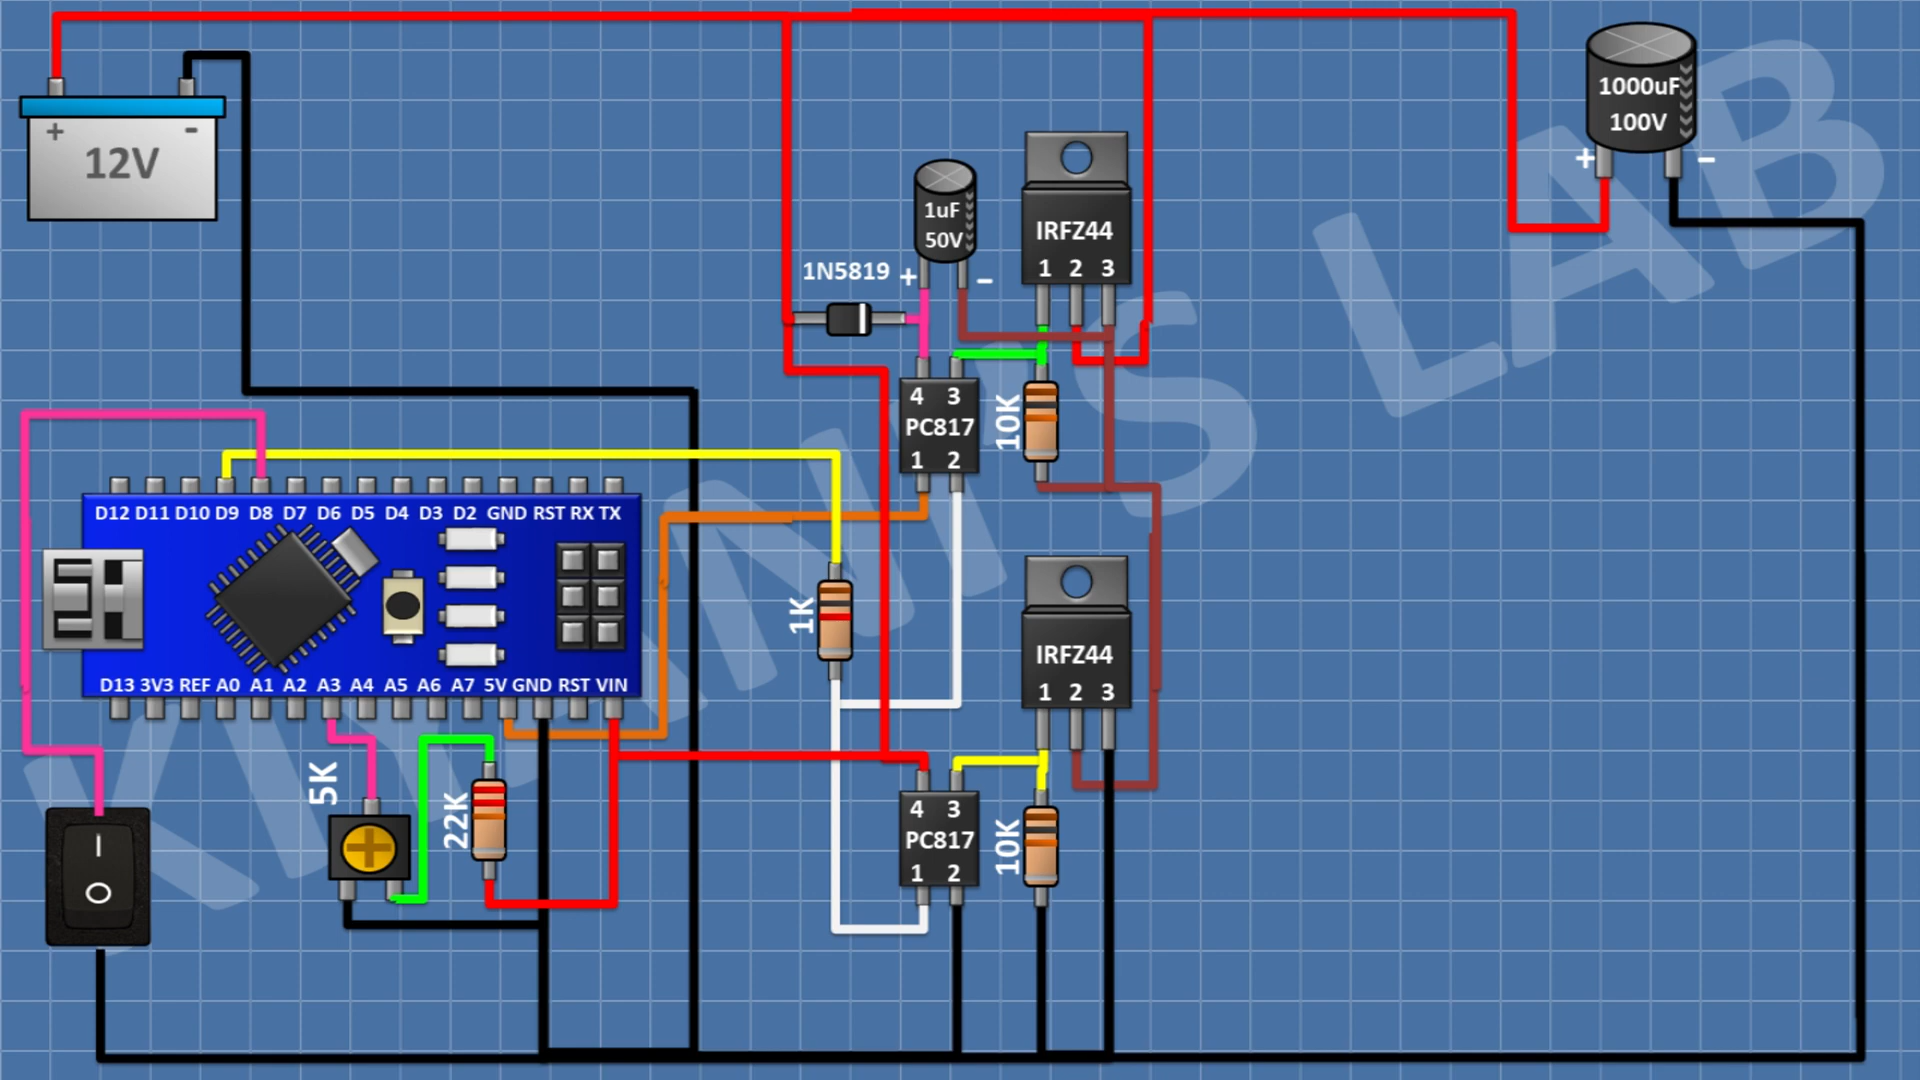 1000uF
100V
+ -
+ -
12V
IRFZ44
1 2 3
1uF
50V
+ -
1N5819
4 3
PC817
1 2
10K
D12 D11 D10 D9 D8 D7 D6 D5 D4 D3 D2 GND RST RX TX
IRFZ44
1 2 3
1K
D13 3V3 REF A0 A1 A2 A3 A4 A5 A6 A7 5V GND RST VIN
5K
22K
4 3
PC817
1 2
10K
I
O
KIYANI'S LAB